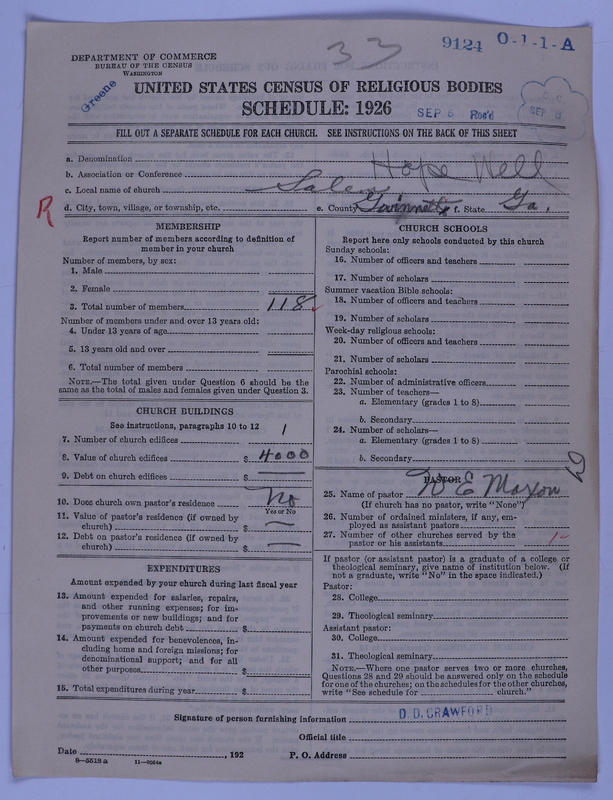 33
9124 0-1-1-A
DEPARTMENT OF COMMERCE
BUREAU OF THE CENSUS
WASHINGTON
Greene
UNITED STATES CENSUS OF RELIGIOUS BODIES
SCHEDULE: 1926
SEP 6 Rec'd
SEP
FILL OUT A SEPARATE SCHEDULE FOR EACH CHURCH. SEE INSTRUCTIONS ON THE BACK OF THIS SHEET
a. Denomination
b. Association or Conference Hope Well
c. Local name of church Salem
R
d. City, town, village, or township, etc. e. County Gwinnett f. State Ga.
MEMBERSHIP
Report number of members according to definition of
member in your church
Number of members, by sex:
1. Male
2. Female
3. Total number of members 118
Number of members under and over 13 years old:
4. Under 13 years of age
5. 13 years old and over
6. Total number of members
NOTE.—The total given under Question 6 should be the
same as the total of males and females given under Question 3.
CHURCH BUILDINGS
See instructions, paragraphs 10 to 12
7. Number of church edifices 1
8. Value of church edifices $ 4000
9. Debt on church edifices $ —
10. Does church own pastor's residence No
Yes or No
11. Value of pastor's residence (if owned by
church) $ —
12. Debt on pastor's residence (if owned by
church) $ —
EXPENDITURES
Amount expended by your church during last fiscal year
13. Amount expended for salaries, repairs,
and other running expenses; for im-
provements or new buildings; and for
payments on church debt $
14. Amount expended for benevolences, in-
cluding home and foreign missions; for
denominational support; and for all
other purposes $
15. Total expenditures during year $
CHURCH SCHOOLS
Report here only schools conducted by this church
Sunday schools:
16. Number of officers and teachers
17. Number of scholars
Summer vacation Bible schools:
18. Number of officers and teachers
19. Number of scholars
Week-day religious schools:
20. Number of officers and teachers
21. Number of scholars
Parochial schools:
22. Number of administrative officers
23. Number of teachers—
a. Elementary (grades 1 to 8)
b. Secondary
24. Number of scholars—
a. Elementary (grades 1 to 8)
b. Secondary
PASTOR
25. Name of pastor W E Maxon
(If church has no pastor, write "None")
26. Number of ordained ministers, if any, em-
ployed as assistant pastors
27. Number of other churches served by the
pastor or his assistants
If pastor (or assistant pastor) is a graduate of a college or
theological seminary, give name of institution below. (If
not a graduate, write "No" in the space indicated.)
Pastor:
28. College
29. Theological seminary
Assistant pastor:
30. College
31. Theological seminary
NOTE.—Where one pastor serves two or more churches,
Questions 28 and 29 should be answered only on the schedule
for one of the churches; on the schedules for the other churches,
write "See schedule for church."
Signature of person furnishing information D. D. CRAWFORD
Official title
Date , 192 P. O. Address
8-5513a 11-9064a